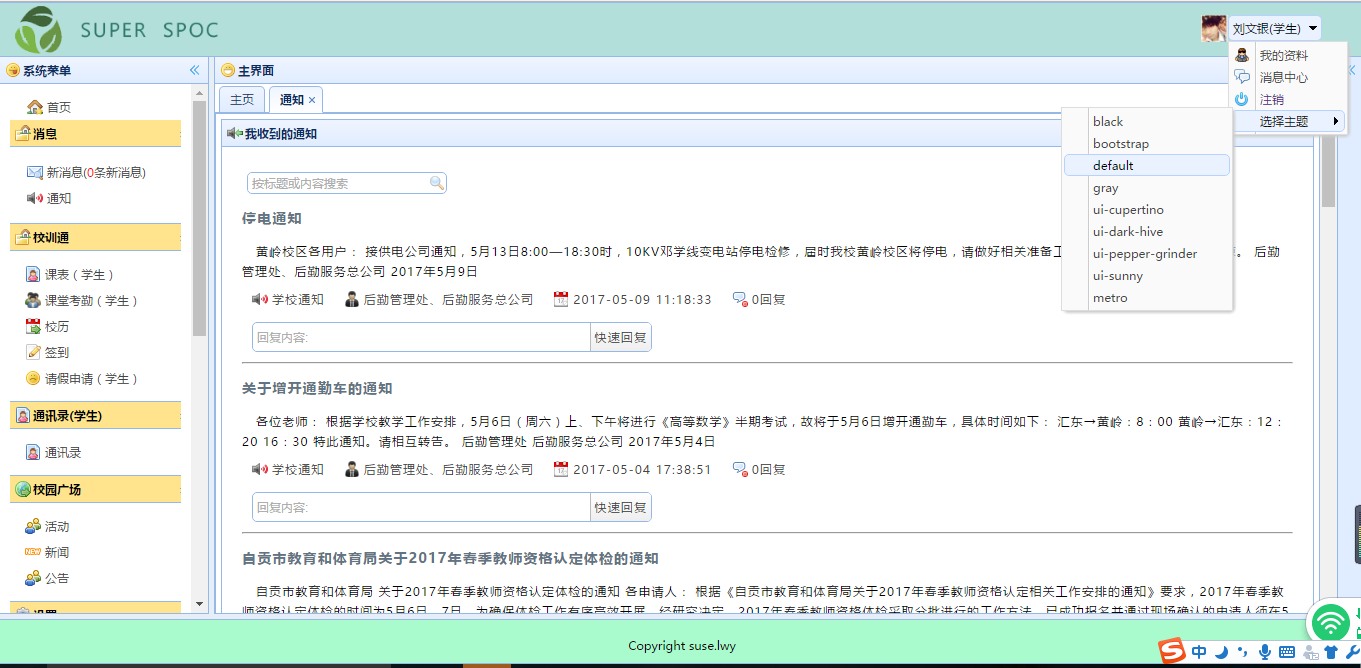 SUPER SPOC
刘文银(学生)
我的资料
消息中心
注销
选择主题
black
bootstrap
default
gray
ui-cupertino
ui-dark-hive
ui-pepper-grinder
ui-sunny
metro
系统菜单
首页
消息
新消息(0条新消息)
通知
校训通
课表（学生）
课堂考勤（学生）
校历
签到
请假申请（学生）
通讯录(学生)
通讯录
校园广场
活动
NEW 新闻
公告
主界面
主页 通知
我收到的通知
按标题或内容搜索
停电通知
黄岭校区各用户： 接供电公司通知，5月13日8:00—18:30时，10KV邓学线变电站停电检修，届时我校黄岭校区将停电，请做好相关准备 。 后勤
管理处、后勤服务总公司 2017年5月9日
学校通知 后勤管理处、后勤服务总公司 2017-05-09 11:18:33 0回复
回复内容: 快速回复
关于增开通勤车的通知
各位老师： 根据学校教学工作安排，5月6日（周六）上、下午将进行《高等数学》半期考试，故将于5月6日增开通勤车，具体时间如下： 汇东→黄岭：8：00 黄岭→汇东：12：
20 16：30 特此通知。请相互转告。 后勤管理处 后勤服务总公司 2017年5月4日
学校通知 后勤管理处、后勤服务总公司 2017-05-04 17:38:51 0回复
回复内容: 快速回复
自贡市教育和体育局关于2017年春季教师资格认定体检的通知
自贡市教育和体育局 关于2017年春季教师资格认定体检的通知 各申请人： 根据《自贡市教育和体育局关于2017年春季教师资格认定相关工作安排的通知》要求，2017年春季教
师资格认定体检的时间为5月6日、7日。为确保体检工作有序高效开展，经研究决定，2017年春季教师资格体检采取分批进行的工作方法，已成功报名并通过现场确认的申请人须在5
Copyright suse.lwy
S 中